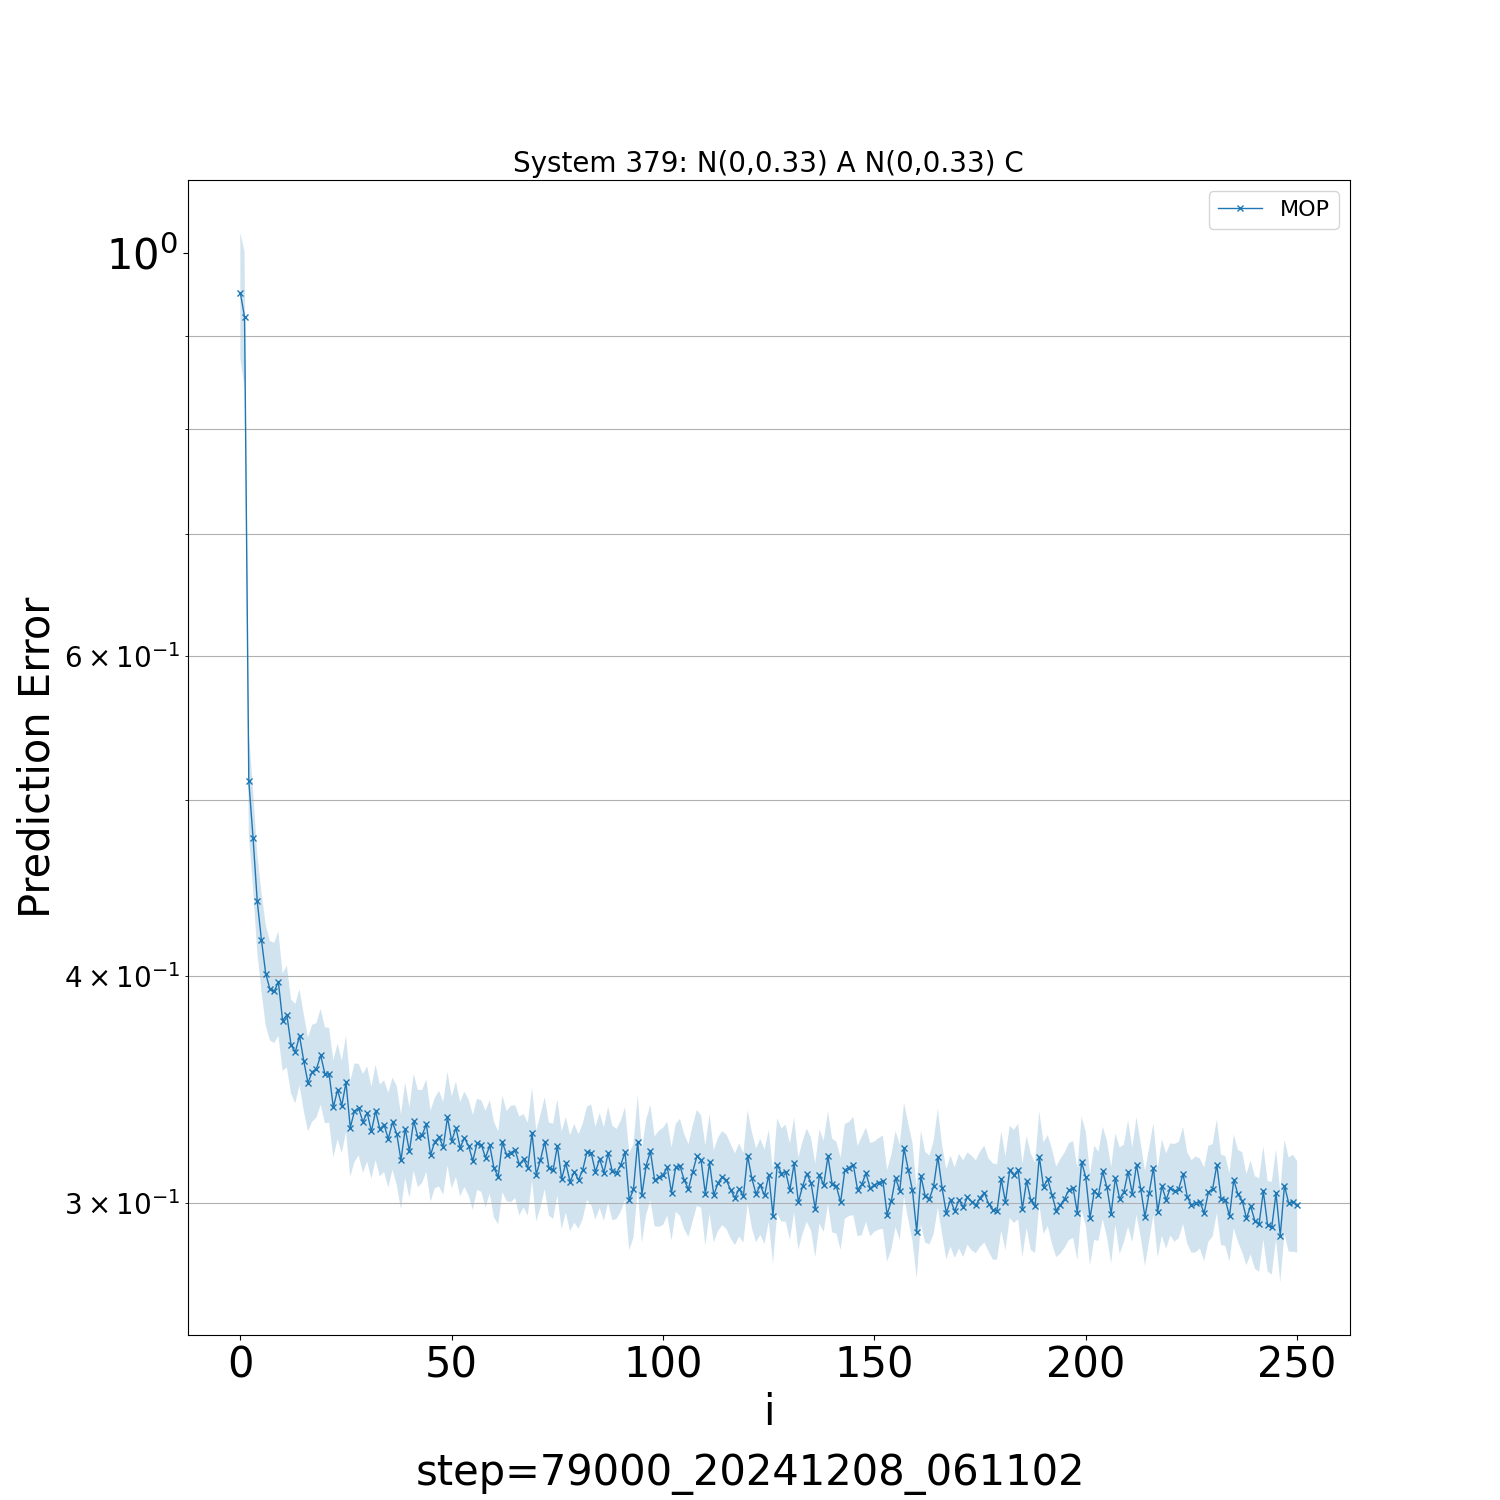 System 379: N(0,0.33) A N(0,0.33) C
MOP
10⁰
6 × 10⁻¹
4 × 10⁻¹
3 × 10⁻¹
Prediction Error
0 50 100 150 200 250
i
step=79000_20241208_061102